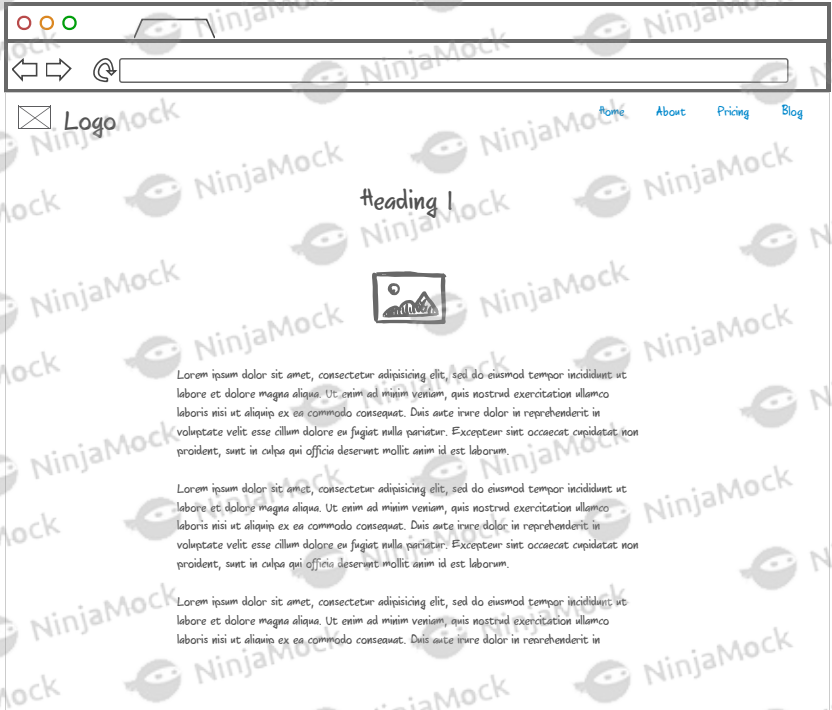 Logo
Home About Pricing Blog
Heading 1
Lorem ipsum dolor sit amet, consectetur adipisicing elit, sed do eiusmod tempor incididunt ut
labore et dolore magna aliqua. Ut enim ad minim veniam, quis nostrud exercitation ullamco
laboris nisi ut aliquip ex ea commodo consequat. Duis aute irure dolor in reprehenderit in
voluptate velit esse cillum dolore eu fugiat nulla pariatur. Excepteur sint occaecat cupidatat non
proident, sunt in culpa qui officia deserunt mollit anim id est laborum.
Lorem ipsum dolor sit amet, consectetur adipisicing elit, sed do eiusmod tempor incididunt ut
labore et dolore magna aliqua. Ut enim ad minim veniam, quis nostrud exercitation ullamco
laboris nisi ut aliquip ex ea commodo consequat. Duis aute irure dolor in reprehenderit in
voluptate velit esse cillum dolore eu fugiat nulla pariatur. Excepteur sint occaecat cupidatat non
proident, sunt in culpa qui officia deserunt mollit anim id est laborum.
Lorem ipsum dolor sit amet, consectetur adipisicing elit, sed do eiusmod tempor incididunt ut
labore et dolore magna aliqua. Ut enim ad minim veniam, quis nostrud exercitation ullamco
laboris nisi ut aliquip ex ea commodo consequat. Duis aute irure dolor in reprehenderit in
NinjaMock